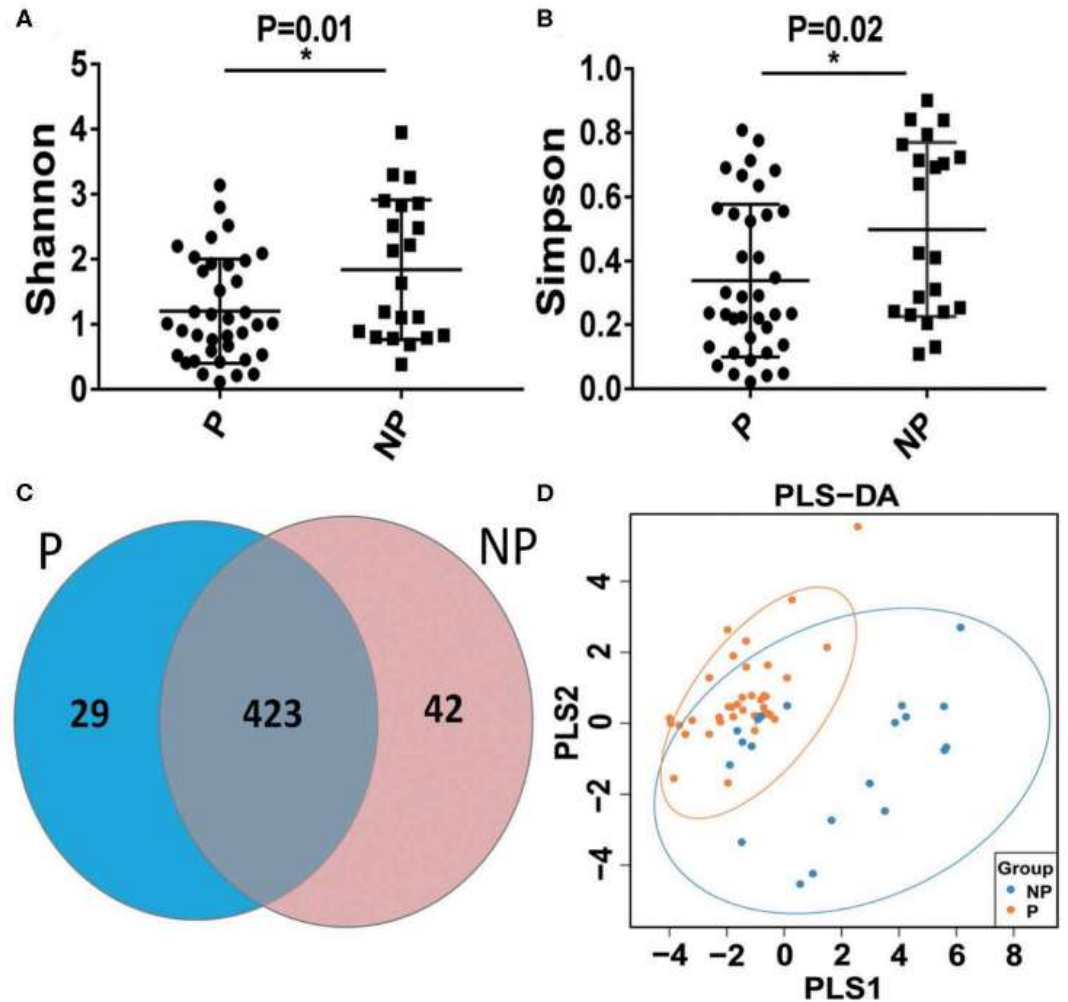 A
P=0.01
*
Shannon
5
4
3
2
1
0
P
NP
B
P=0.02
*
Simpson
1.0
0.8
0.6
0.4
0.2
0.0
P
NP
C
P
NP
29
423
42
D
PLS−DA
PLS2
4
2
0
−2
−4
−4 −2 0 2 4 6 8
PLS1
Group
NP
P